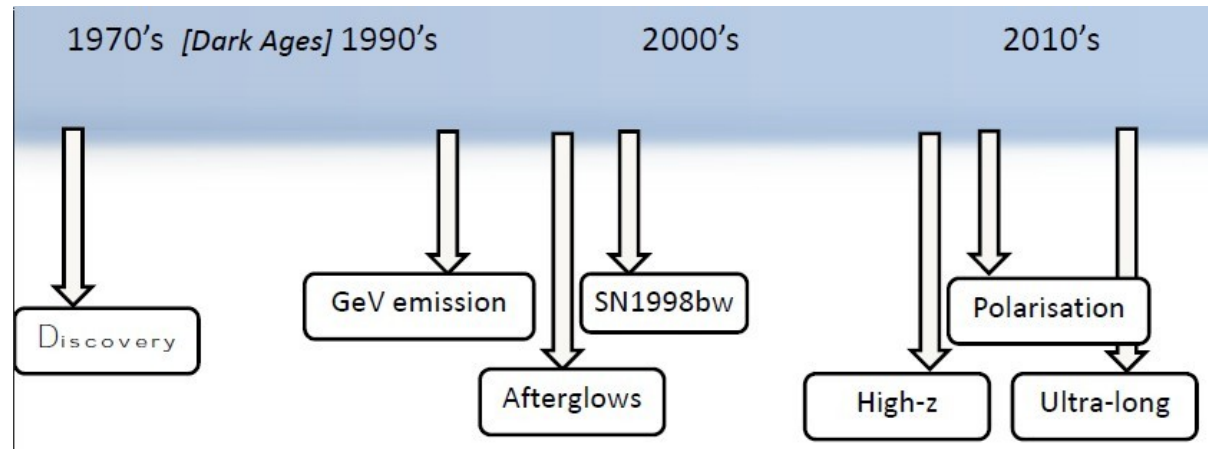 1970's [Dark Ages] 1990's 2000's 2010's
GeV emission SN1998bw Polarisation
Discovery
Afterglows High-z Ultra-long